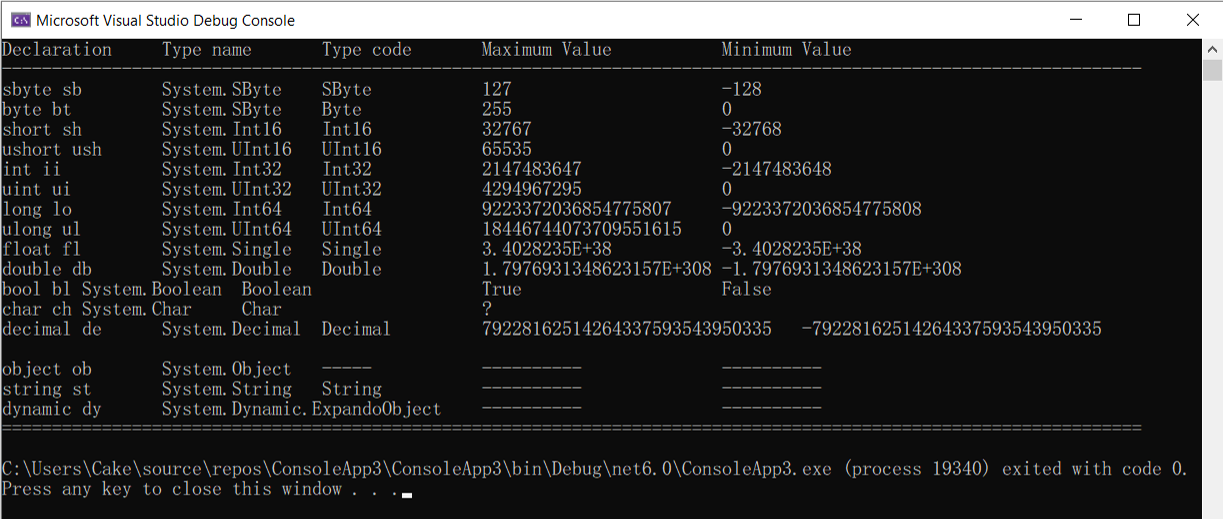 C:\ Microsoft Visual Studio Debug Console
Declaration Type name Type code Maximum Value Minimum Value
------------------------------------------------------------------------------------------------------------------
sbyte sb System.SByte SByte 127 -128
byte bt System.SByte Byte 255 0
short sh System.Int16 Int16 32767 -32768
ushort ush System.UInt16 UInt16 65535 0
int ii System.Int32 Int32 2147483647 -2147483648
uint ui System.UInt32 UInt32 4294967295 0
long lo System.Int64 Int64 9223372036854775807 -9223372036854775808
ulong ul System.UInt64 UInt64 18446744073709551615 0
float fl System.Single Single 3.4028235E+38 -3.4028235E+38
double db System.Double Double 1.7976931348623157E+308 -1.7976931348623157E+308
bool bl System.Boolean Boolean True False
char ch System.Char Char ?
decimal de System.Decimal Decimal 79228162514264337593543950335 -79228162514264337593543950335
object ob System.Object ----- ---------- ----------
string st System.String String ---------- ----------
dynamic dy System.Dynamic.ExpandoObject ---------- ----------
==================================================================================================================
C:\Users\Cake\source\repos\ConsoleApp3\ConsoleApp3\bin\Debug\net6.0\ConsoleApp3.exe (process 19340) exited with code 0.
Press any key to close this window . . .